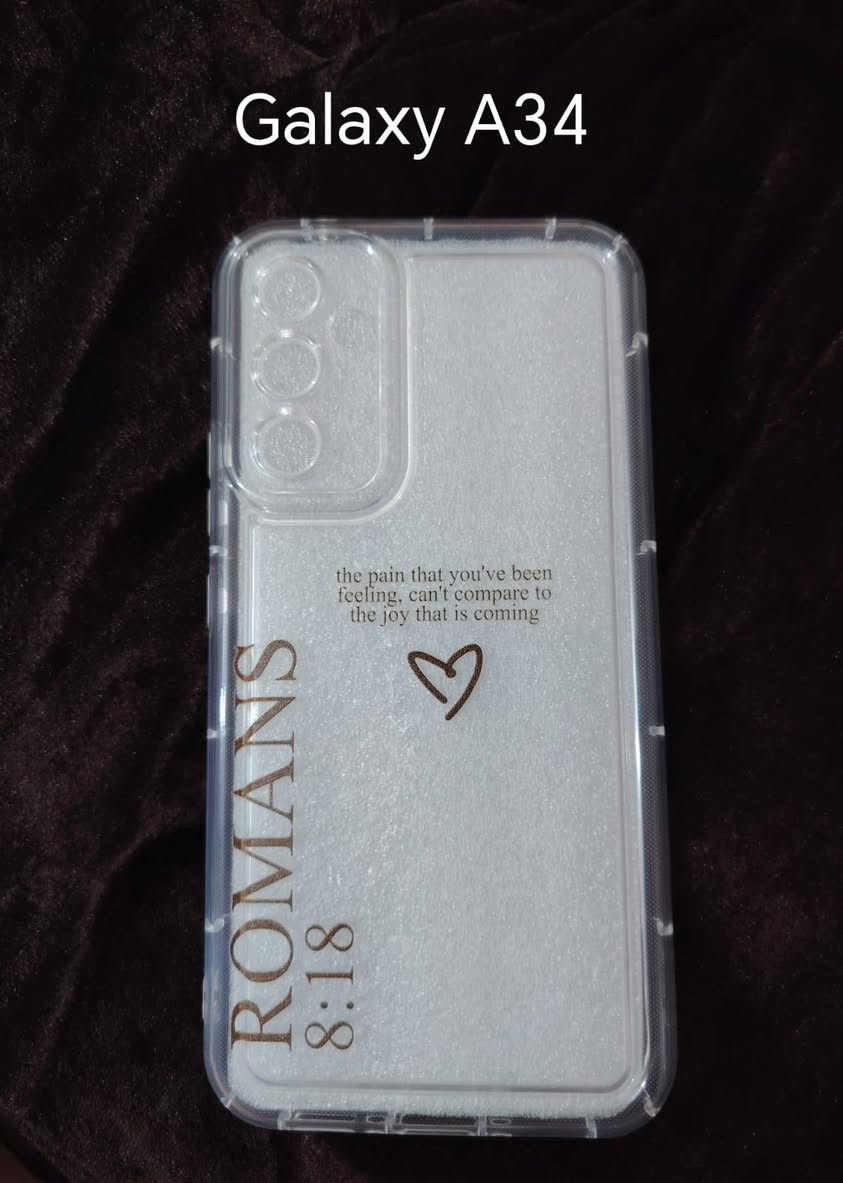 Galaxy A34
the pain that you've been
feeling, can't compare to
the joy that is coming
ROMANS
8:18